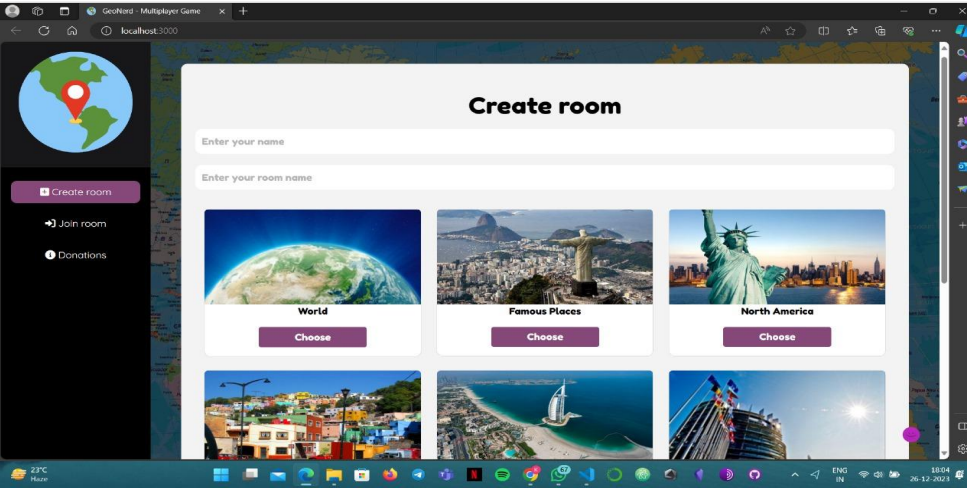 GeoNerd - Multiplayer Game
localhost:3000
Create room
Join room
Donations
Create room
Enter your name
Enter your room name
World
Choose
Famous Places
Choose
North America
Choose
23°C
Haze
67
ENG
IN
18:04
26-12-2023